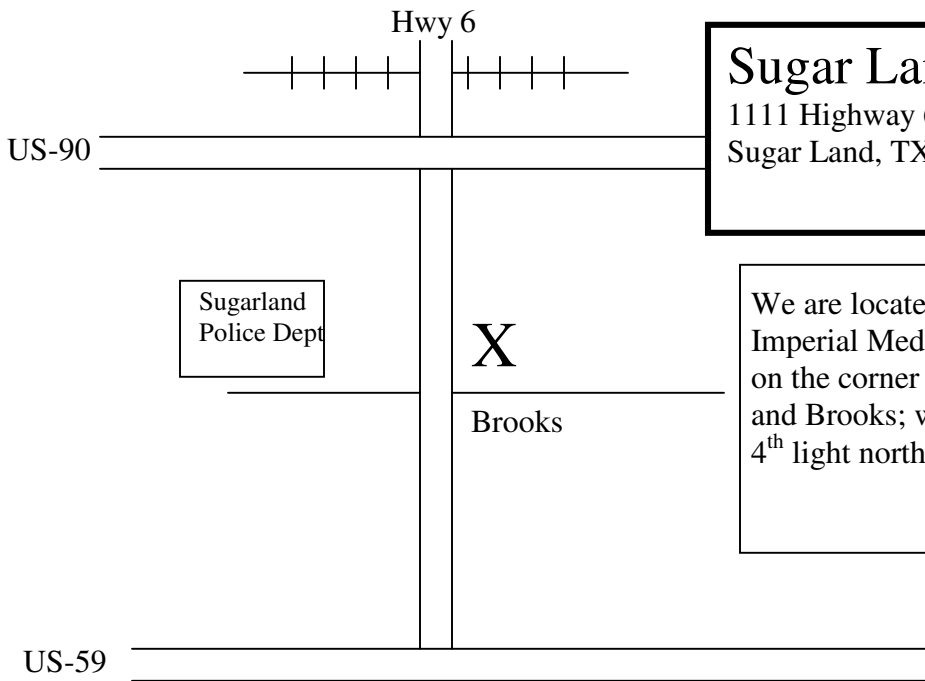 Hwy 6
Sugar Lan
1111 Highway
US-90
Sugar Land, TX
Sugarland
Police Dept
We are locate
Imperial Med
X
on the corner
Brooks
and Brooks; w
4th light north
US-59